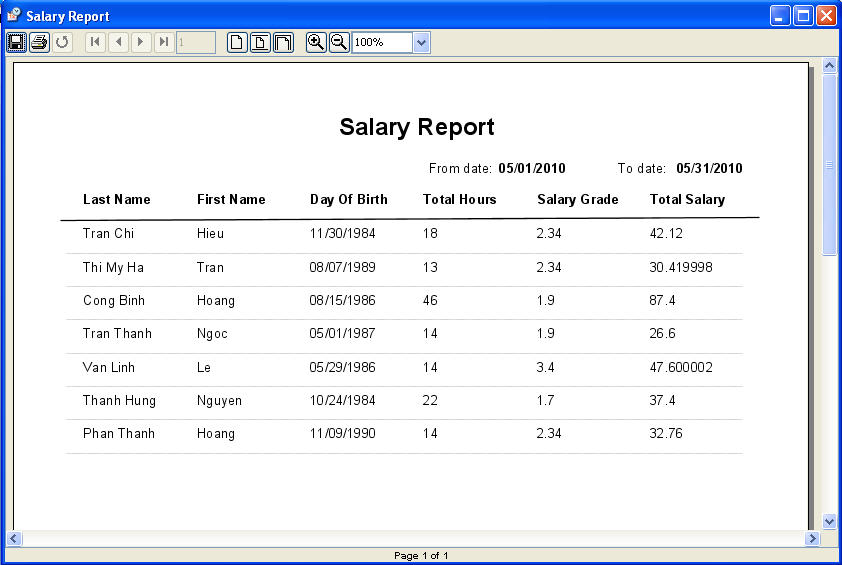 Salary Report
1
100%
Salary Report
From date: 05/01/2010 To date: 05/31/2010
Last Name First Name Day Of Birth Total Hours Salary Grade Total Salary
Tran Chi Hieu 11/30/1984 18 2.34 42.12
Thi My Ha Tran 08/07/1989 13 2.34 30.419998
Cong Binh Hoang 08/15/1986 46 1.9 87.4
Tran Thanh Ngoc 05/01/1987 14 1.9 26.6
Van Linh Le 05/29/1986 14 3.4 47.600002
Thanh Hung Nguyen 10/24/1984 22 1.7 37.4
Phan Thanh Hoang 11/09/1990 14 2.34 32.76
Page 1 of 1